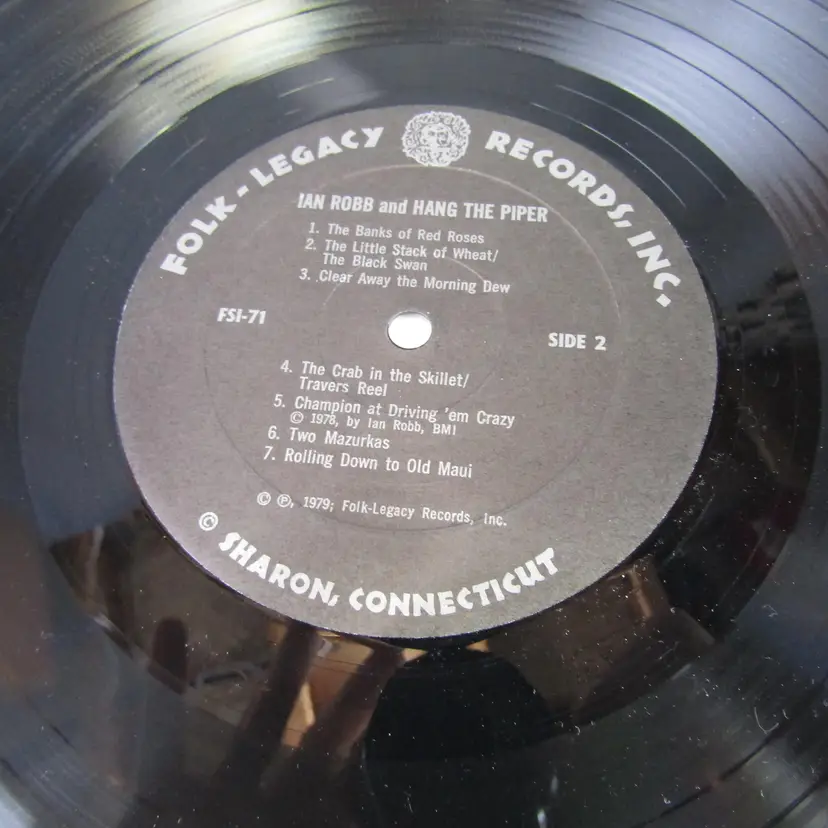 FOLK-LEGACY RECORDS, INC.
IAN ROBB and HANG THE PIPER
1. The Banks of Red Roses
2. The Little Stack of Wheat/
The Black Swan
3. Clear Away the Morning Dew
FSI-71
SIDE 2
4. The Crab in the Skillet/
Travers Reel
5. Champion at Driving 'em Crazy
© 1978, by Ian Robb, BMI
6. Two Mazurkas
7. Rolling Down to Old Maui
© ℗, 1979; Folk-Legacy Records, Inc.
© SHARON, CONNECTICUT